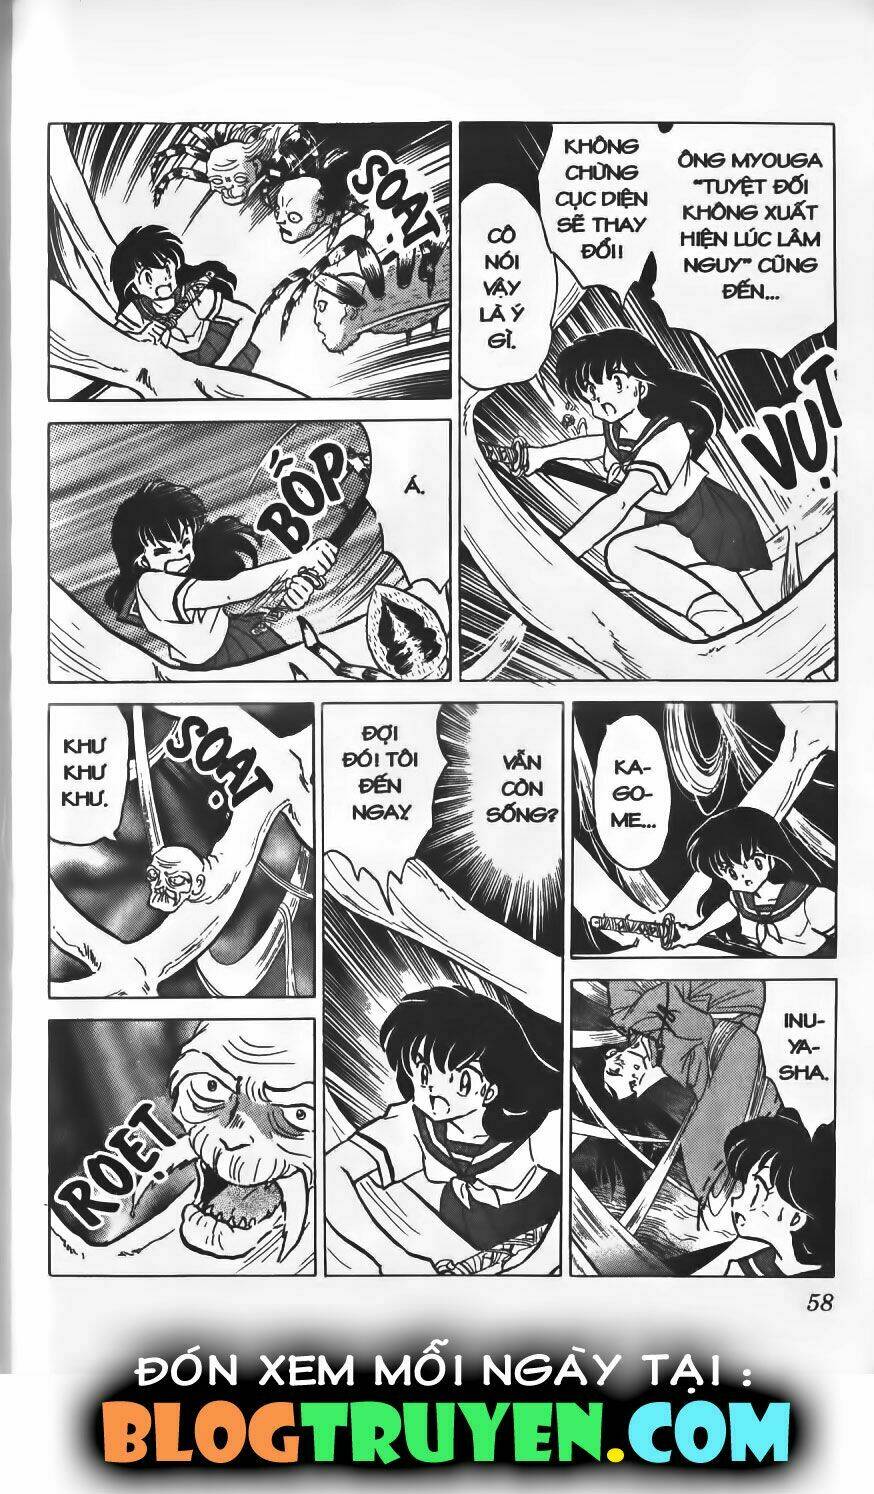 ÔNG MYOUGA
"TUYỆT ĐỐI
KHÔNG XUẤT
HIỆN LÚC LÂM
NGUY" CŨNG
ĐẾN...
KHÔNG
CHỪNG
CỤC DIỆN
SẼ THAY
ĐỔI!
CÔ
NÓI
VẬY
LÀ Ý
GÌ.
VỤT
SOẠT
Á.
BỐP
KA-
GO-
ME...
INU-
YA-
SHA.
VẪN
CÒN
SỐNG?
ĐỢI
ĐÓ! TÔI
ĐẾN
NGAY.
SOẠT
KHƯ
KHƯ
KHƯ.
ROẸT
58
ĐÓN XEM MỖI NGÀY TẠI :
BLOGTRUYEN.COM